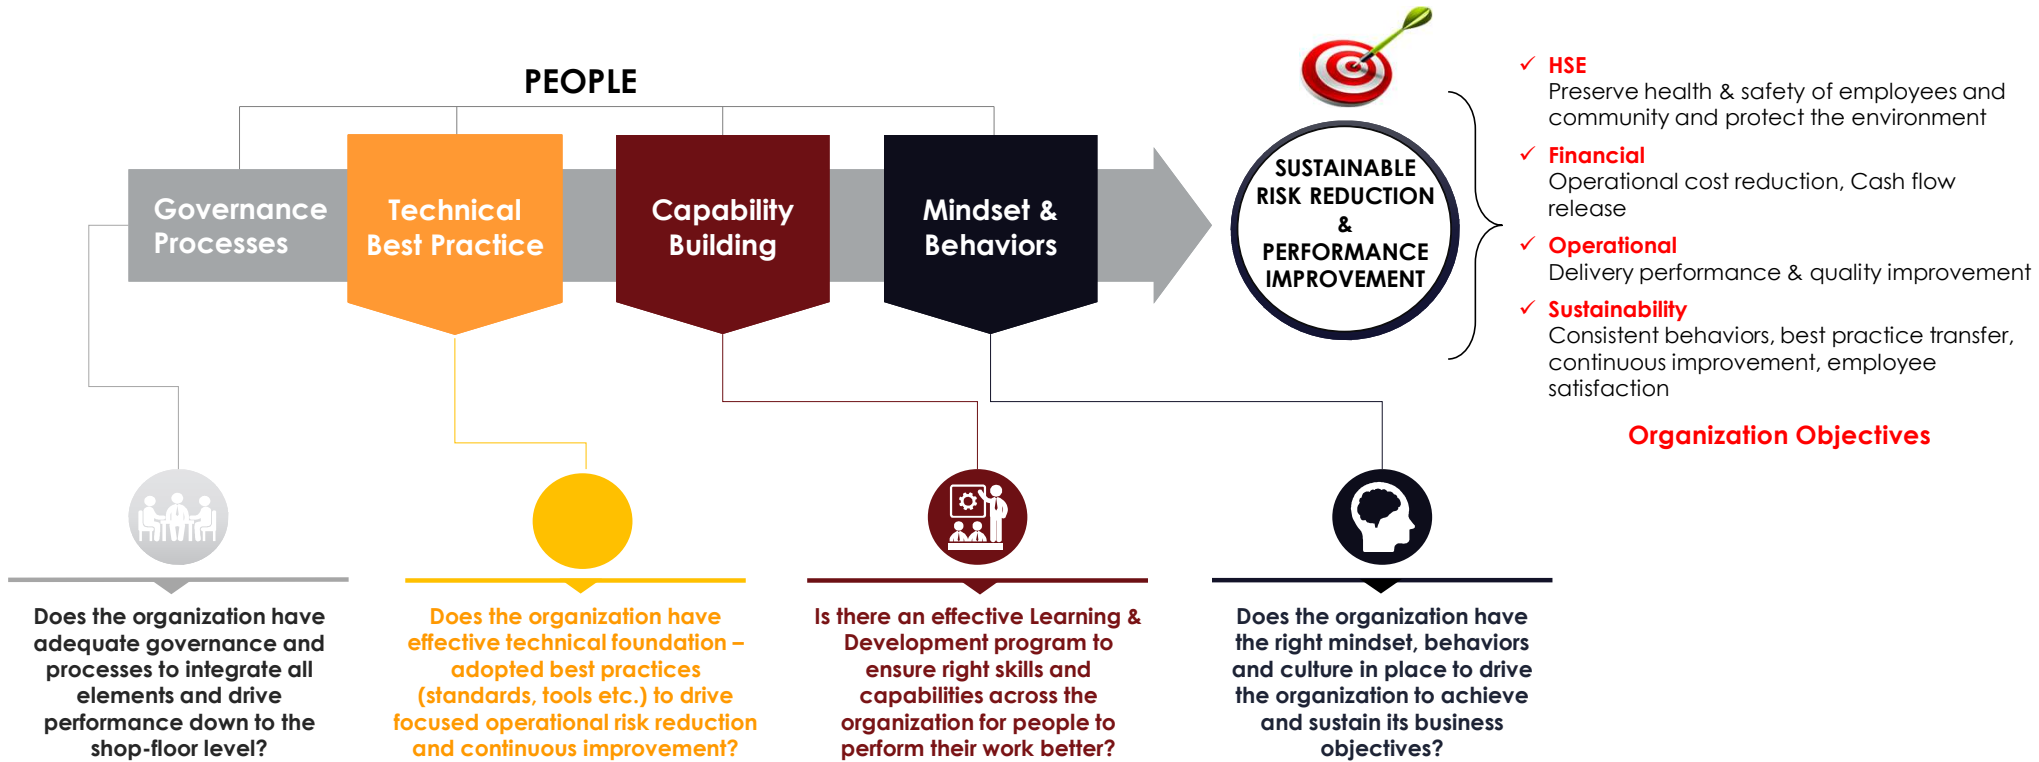 PEOPLE
Governance
Processes
Technical
Best Practice
Capability
Building
Mindset &
Behaviors
SUSTAINABLE
RISK REDUCTION
&
PERFORMANCE
IMPROVEMENT
✓ HSE
Preserve health & safety of employees and
community and protect the environment
✓ Financial
Operational cost reduction, Cash flow
release
✓ Operational
Delivery performance & quality improvement
✓ Sustainability
Consistent behaviors, best practice transfer,
continuous improvement, employee
satisfaction
Organization Objectives
Does the organization have
adequate governance and
processes to integrate all
elements and drive
performance down to the
shop-floor level?
Does the organization have
effective technical foundation –
adopted best practices
(standards, tools etc.) to drive
focused operational risk reduction
and continuous improvement?
Is there an effective Learning &
Development program to
ensure right skills and
capabilities across the
organization for people to
perform their work better?
Does the organization have
the right mindset, behaviors
and culture in place to drive
the organization to achieve
and sustain its business
objectives?